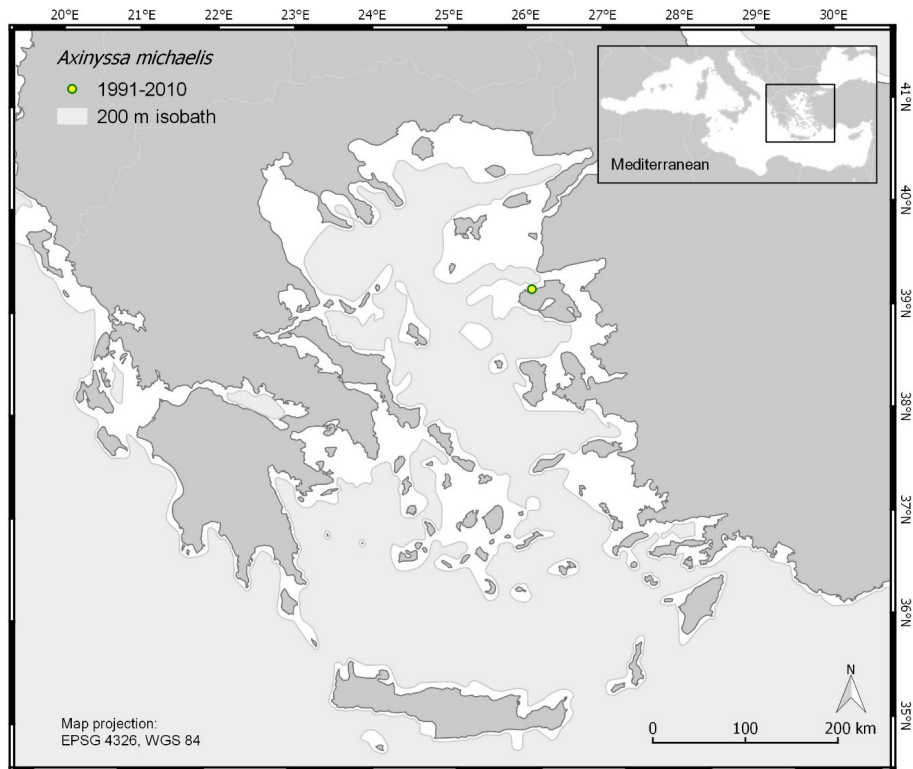 20°E 21°E 22°E 23°E 24°E 25°E 26°E 27°E 28°E 29°E 30°E
Axinyssa michaelis
1991-2010
200 m isobath
Mediterranean
41°N
40°N
39°N
38°N
37°N
36°N
35°N
N
0 100 200 km
Map projection:
EPSG 4326, WGS 84